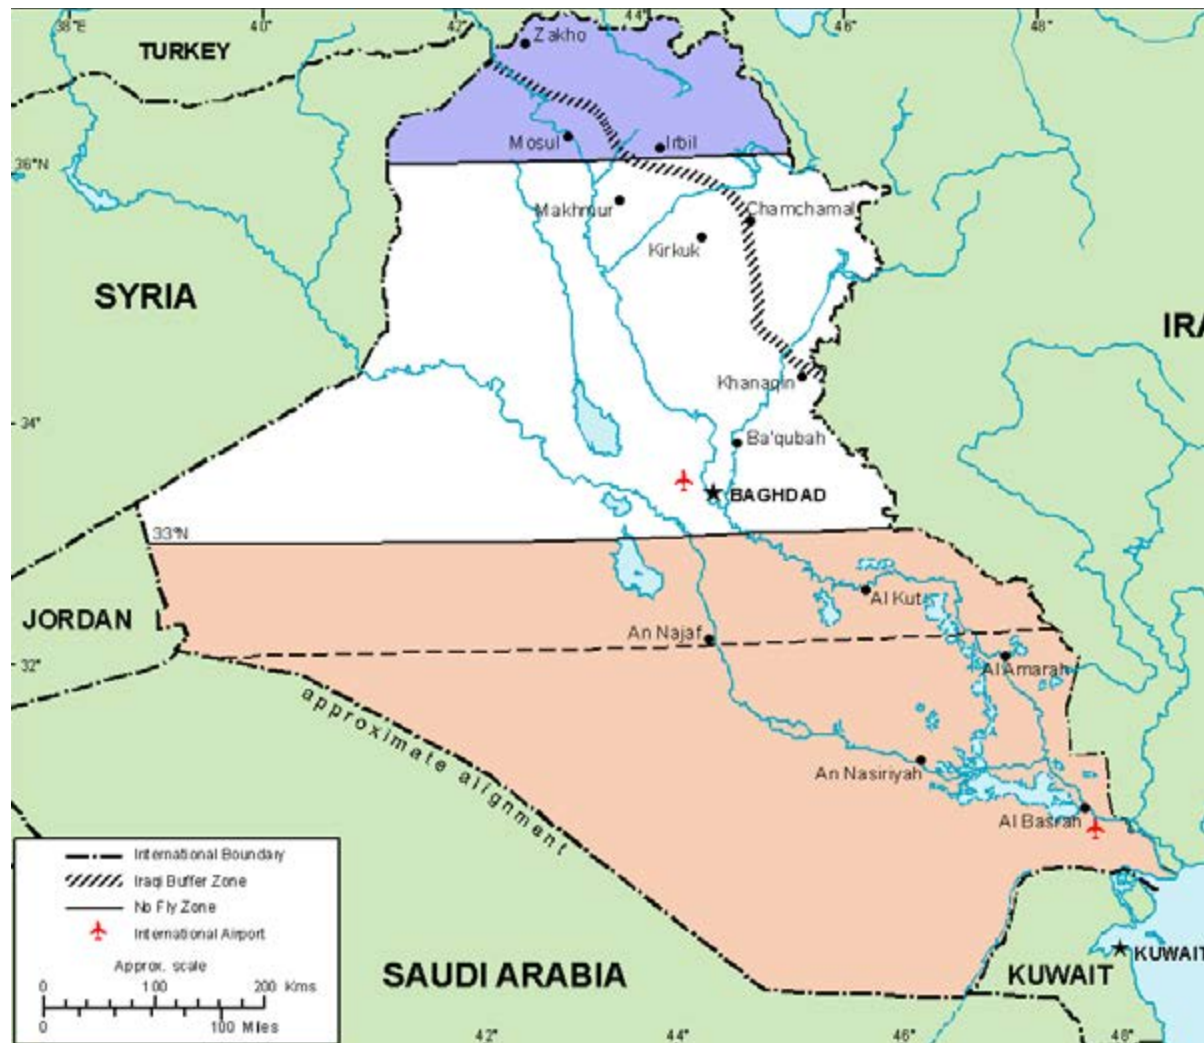 38°E
40°
42°
44°
46°
48°
TURKEY
Zakho
Mosul
Irbil
36°N
Makhmur
Chamchamal
Kirkuk
SYRIA
IRA
Khanaqin
34°
Ba'qubah
BAGHDAD
33°N
Al Kut
JORDAN
An Najaf
32°
Al Amarah
approximate alignment
An Nasiriyah
Al Basrah
International Boundary
Iraqi Buffer Zone
No Fly Zone
International Airport
Approx. scale
0 100 200 Kms
0 100 Miles
SAUDI ARABIA
KUWAIT
KUWAIT
42°
44°
46°
48°